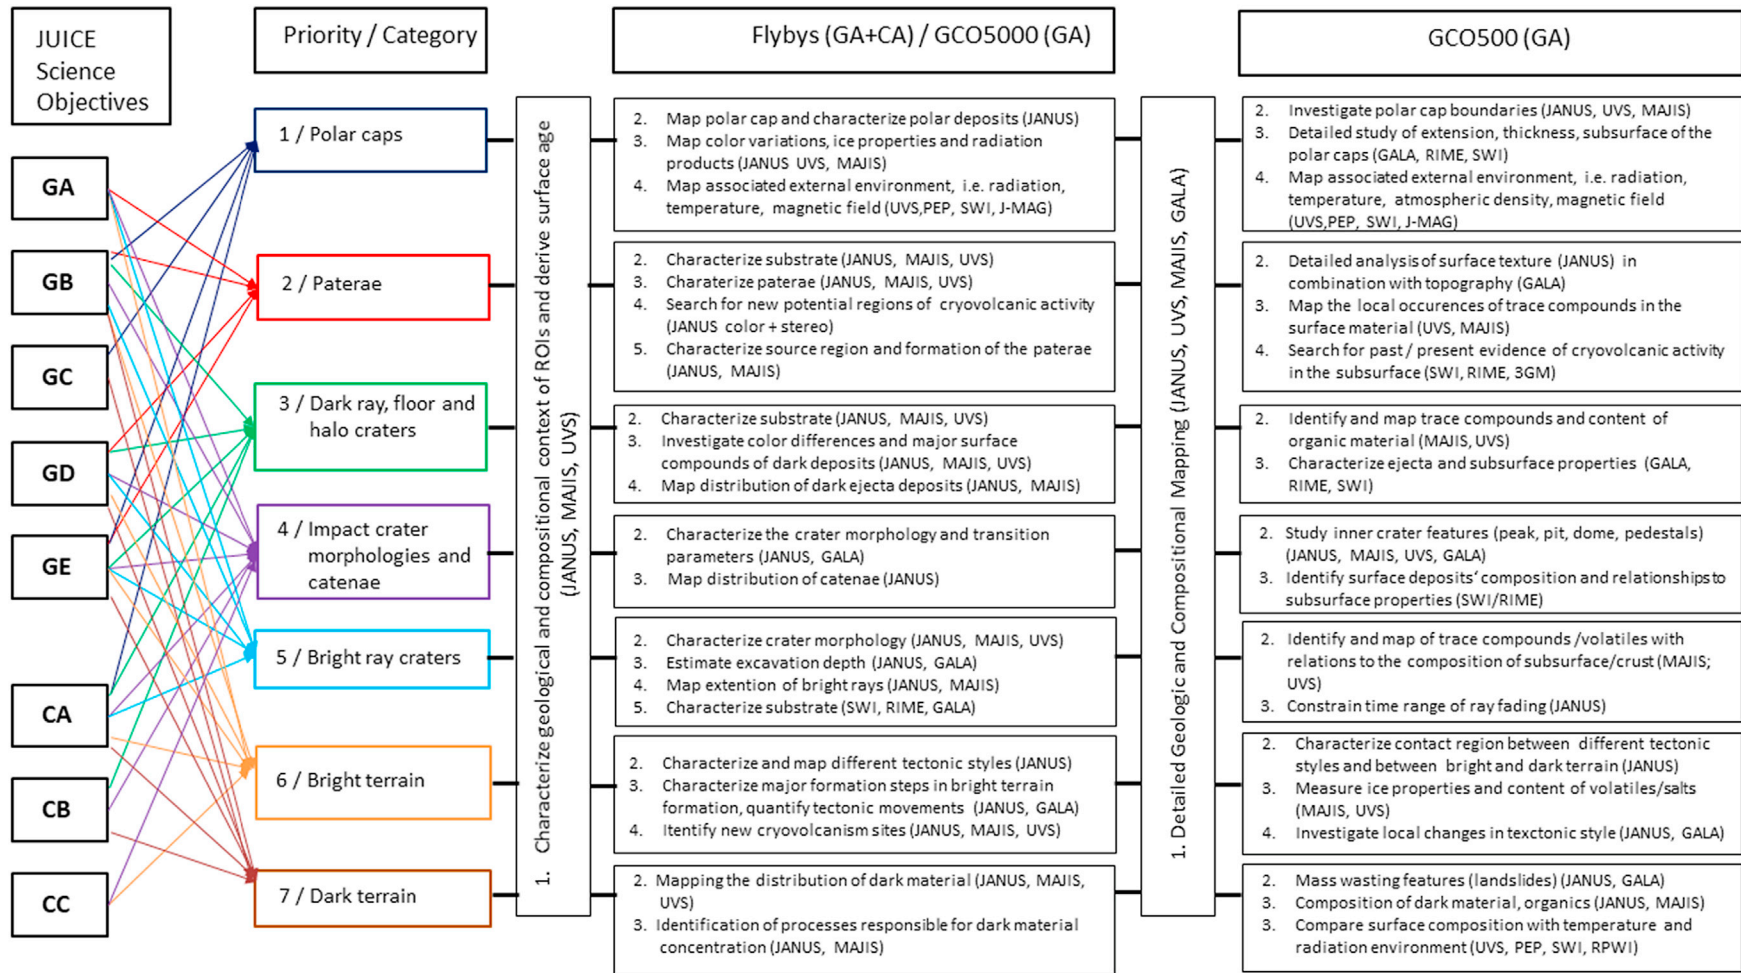 JUICE
Science
Objectives
Priority / Category
Flybys (GA+CA) / GCO5000 (GA)
GCO500 (GA)
GA
GB
GC
GD
GE
CA
CB
CC
1 / Polar caps
2 / Paterae
3 / Dark ray, floor and
halo craters
4 / Impact crater
morphologies and
catenae
5 / Bright ray craters
6 / Bright terrain
7 / Dark terrain
1. Characterize geological and compositional context of ROIs and derive surface age
(JANUS, MAJIS, UVS)
2. Map polar cap and characterize polar deposits (JANUS)
3. Map color variations, ice properties and radiation
products (JANUS UVS, MAJIS)
4. Map associated external environment, i.e. radiation,
temperature, magnetic field (UVS,PEP, SWI, J-MAG)
2. Characterize substrate (JANUS, MAJIS, UVS)
3. Charaterize paterae (JANUS, MAJIS, UVS)
4. Search for new potential regions of cryovolcanic activity
(JANUS color + stereo)
5. Characterize source region and formation of the paterae
(JANUS, MAJIS)
2. Characterize substrate (JANUS, MAJIS, UVS)
3. Investigate color differences and major surface
compounds of dark deposits (JANUS, MAJIS, UVS)
4. Map distribution of dark ejecta deposits (JANUS, MAJIS)
2. Characterize the crater morphology and transition
parameters (JANUS, GALA)
3. Map distribution of catenae (JANUS)
2. Characterize crater morphology (JANUS, MAJIS, UVS)
3. Estimate excavation depth (JANUS, GALA)
4. Map extention of bright rays (JANUS, MAJIS)
5. Characterize substrate (SWI, RIME, GALA)
2. Characterize and map different tectonic styles (JANUS)
3. Characterize major formation steps in bright terrain
formation, quantify tectonic movements (JANUS, GALA)
4. Itentify new cryovolcanism sites (JANUS, MAJIS, UVS)
2. Mapping the distribution of dark material (JANUS, MAJIS,
UVS)
3. Identification of processes responsible for dark material
concentration (JANUS, MAJIS)
1. Detailed Geologic and Compositional Mapping (JANUS, UVS, MAJIS, GALA)
2. Investigate polar cap boundaries (JANUS, UVS, MAJIS)
3. Detailed study of extension, thickness, subsurface of the
polar caps (GALA, RIME, SWI)
4. Map associated external environment, i.e. radiation,
temperature, atmospheric density, magnetic field
(UVS,PEP, SWI, J-MAG)
2. Detailed analysis of surface texture (JANUS) in
combination with topography (GALA)
3. Map the local occurences of trace compounds in the
surface material (UVS, MAJIS)
4. Search for past / present evidence of cryovolcanic activity
in the subsurface (SWI, RIME, 3GM)
2. Identify and map trace compounds and content of
organic material (MAJIS, UVS)
3. Characterize ejecta and subsurface properties (GALA,
RIME, SWI)
2. Study inner crater features (peak, pit, dome, pedestals)
(JANUS, MAJIS, UVS, GALA)
3. Identify surface deposits' composition and relationships to
subsurface properties (SWI/RIME)
2. Identify and map of trace compounds /volatiles with
relations to the composition of subsurface/crust (MAJIS;
UVS)
3. Constrain time range of ray fading (JANUS)
2. Characterize contact region between different tectonic
styles and between bright and dark terrain (JANUS)
3. Measure ice properties and content of volatiles/salts
(MAJIS, UVS)
4. Investigate local changes in texctonic style (JANUS, GALA)
2. Mass wasting features (landslides) (JANUS, GALA)
3. Composition of dark material, organics (JANUS, MAJIS)
3. Compare surface composition with temperature and
radiation environment (UVS, PEP, SWI, RPWI)